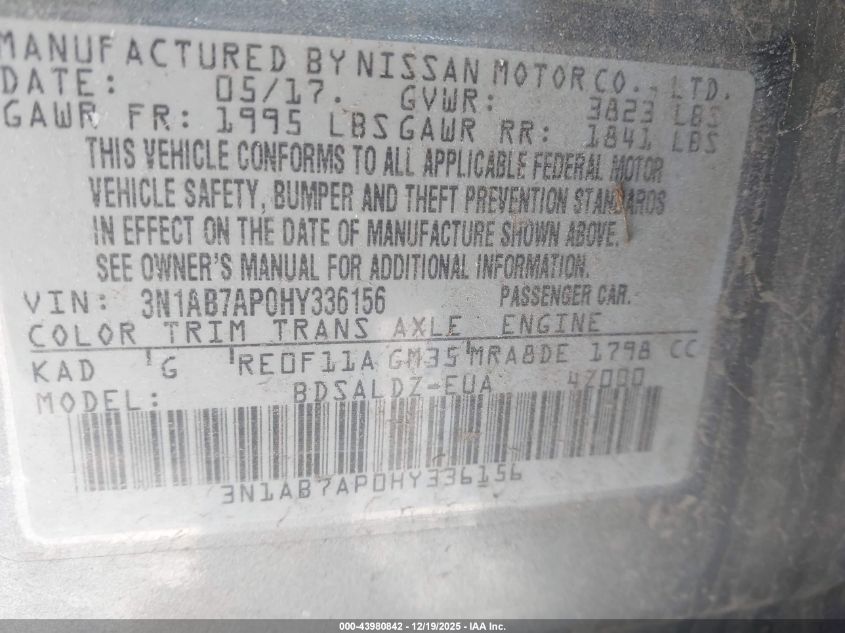 MANUFACTURED BY NISSAN MOTOR CO., LTD.
DATE: 05/17. GVWR: 3823 LBS
GAWR FR: 1995 LBS GAWR RR: 1841 LBS
THIS VEHICLE CONFORMS TO ALL APPLICABLE FEDERAL MOTOR
VEHICLE SAFETY, BUMPER AND THEFT PREVENTION STANDARDS
IN EFFECT ON THE DATE OF MANUFACTURE SHOWN ABOVE.
SEE OWNER'S MANUAL FOR ADDITIONAL INFORMATION.
VIN: 3N1AB7AP0HY336156 PASSENGER CAR.
COLOR TRIM TRANS AXLE ENGINE
KAD G RE0F11A GM35 MRA8DE 1798 CC
MODEL: BDSALDZ-EUA 4Z000
3N1AB7AP0HY336156
000-43980842 - 12/19/2025 - IAA Inc.